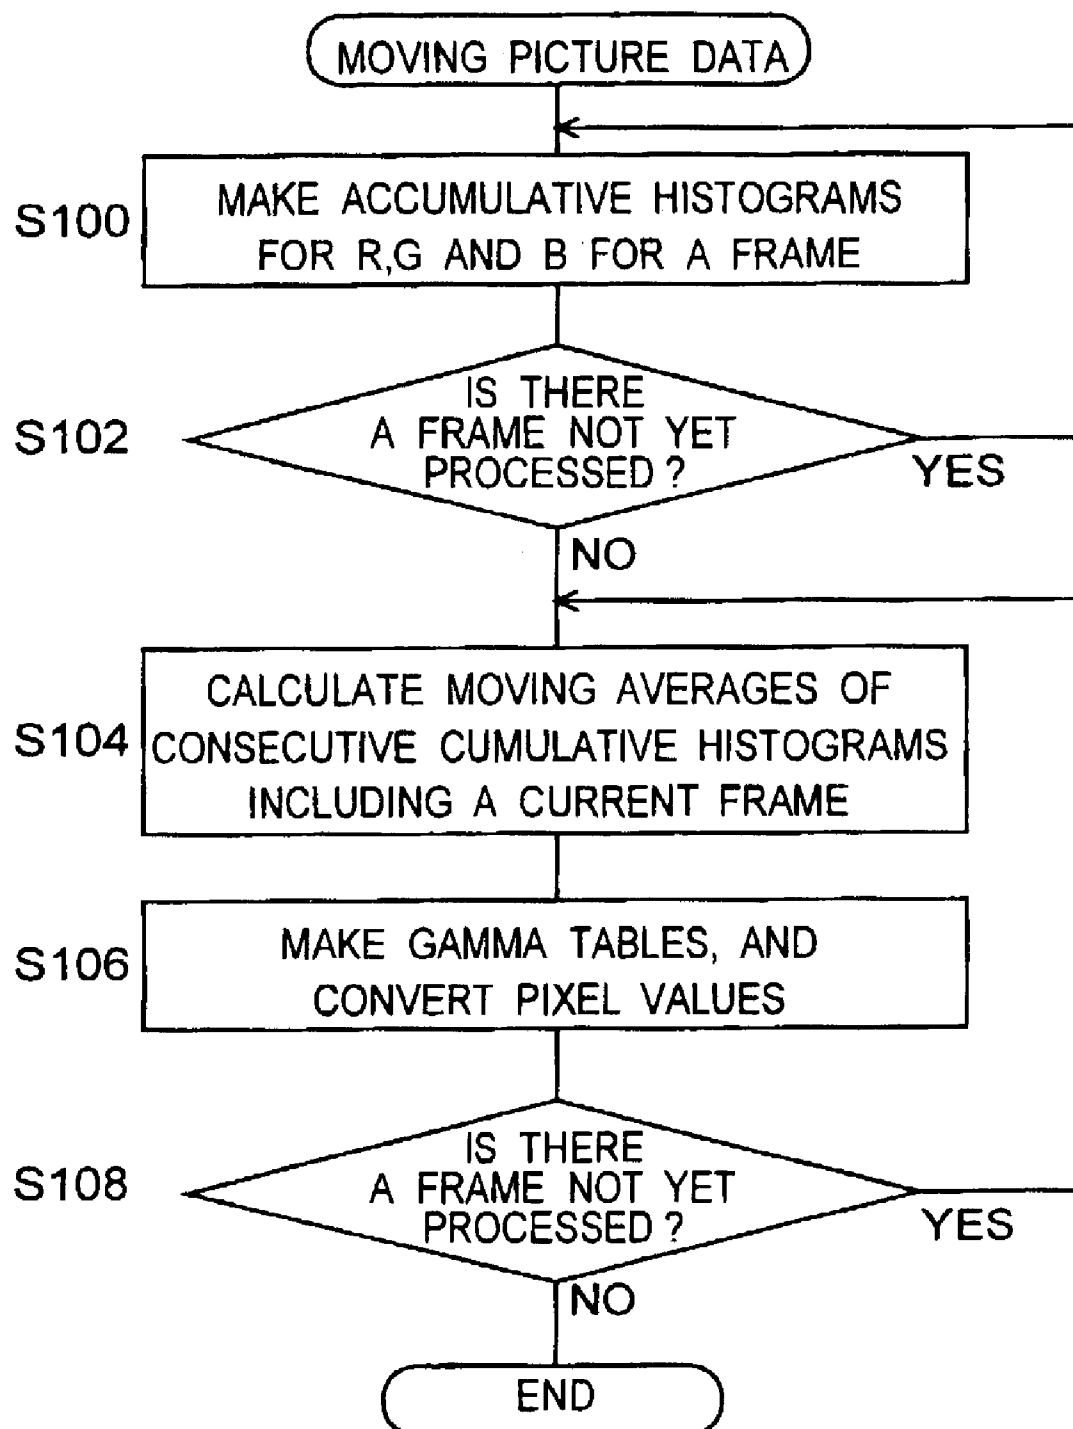 MOVING PICTURE DATA
S100
MAKE ACCUMULATIVE HISTOGRAMS
FOR R,G AND B FOR A FRAME
S102
IS THERE
A FRAME NOT YET
PROCESSED ?
YES
NO
S104
CALCULATE MOVING AVERAGES OF
CONSECUTIVE CUMULATIVE HISTOGRAMS
INCLUDING A CURRENT FRAME
S106
MAKE GAMMA TABLES, AND
CONVERT PIXEL VALUES
S108
IS THERE
A FRAME NOT YET
PROCESSED ?
YES
NO
END